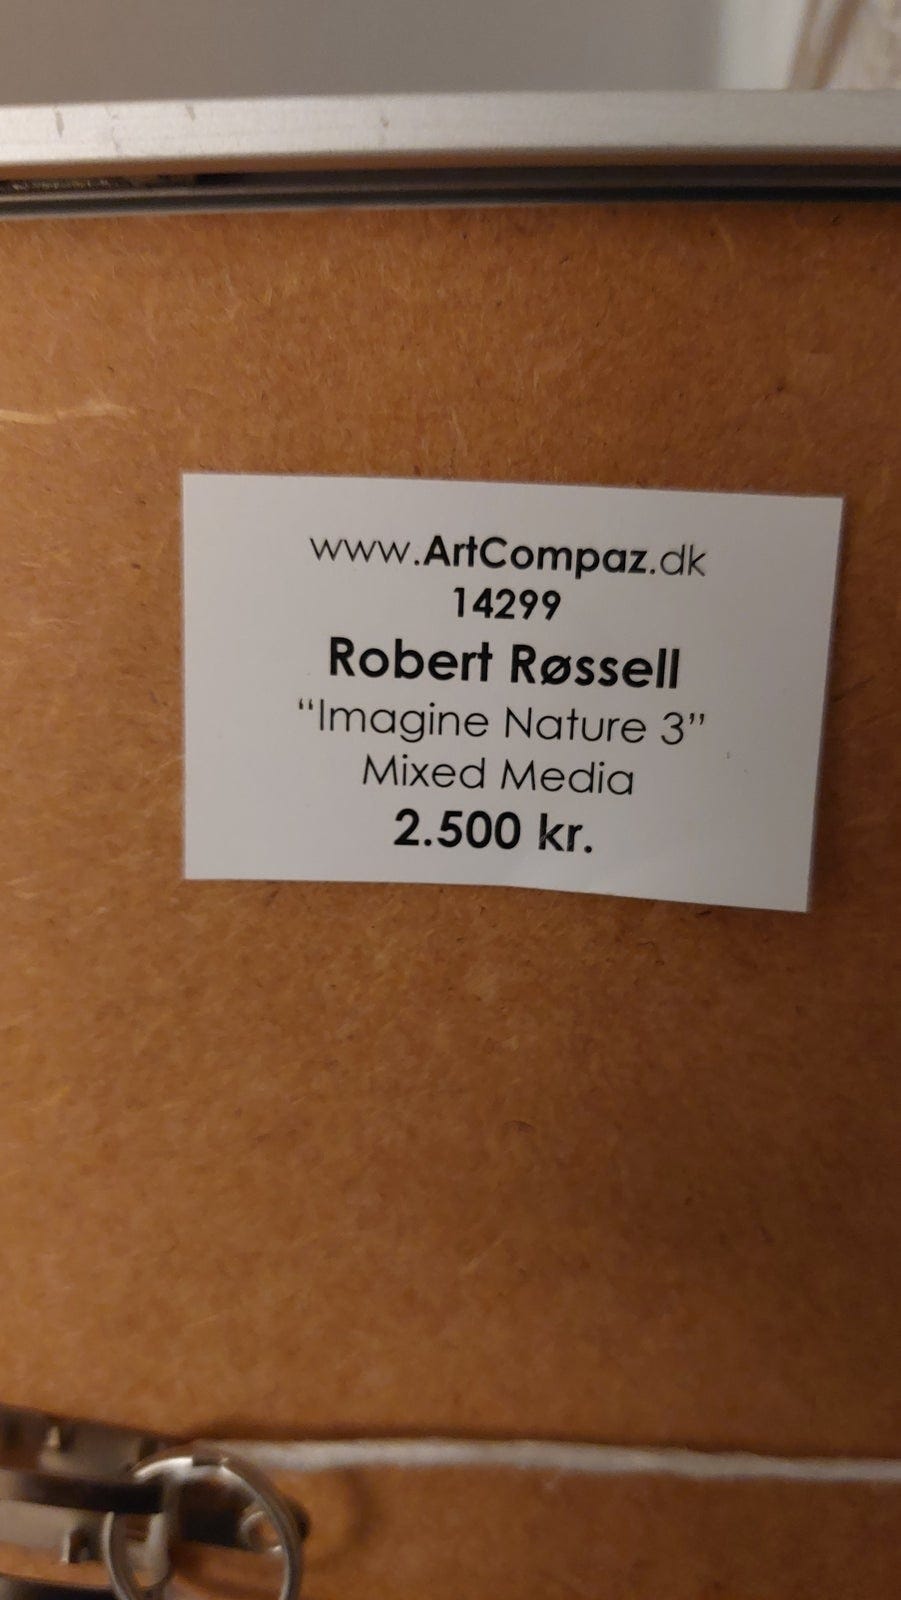 www.ArtCompaz.dk
14299
Robert Røssell
“Imagine Nature 3”
Mixed Media
2.500 kr.